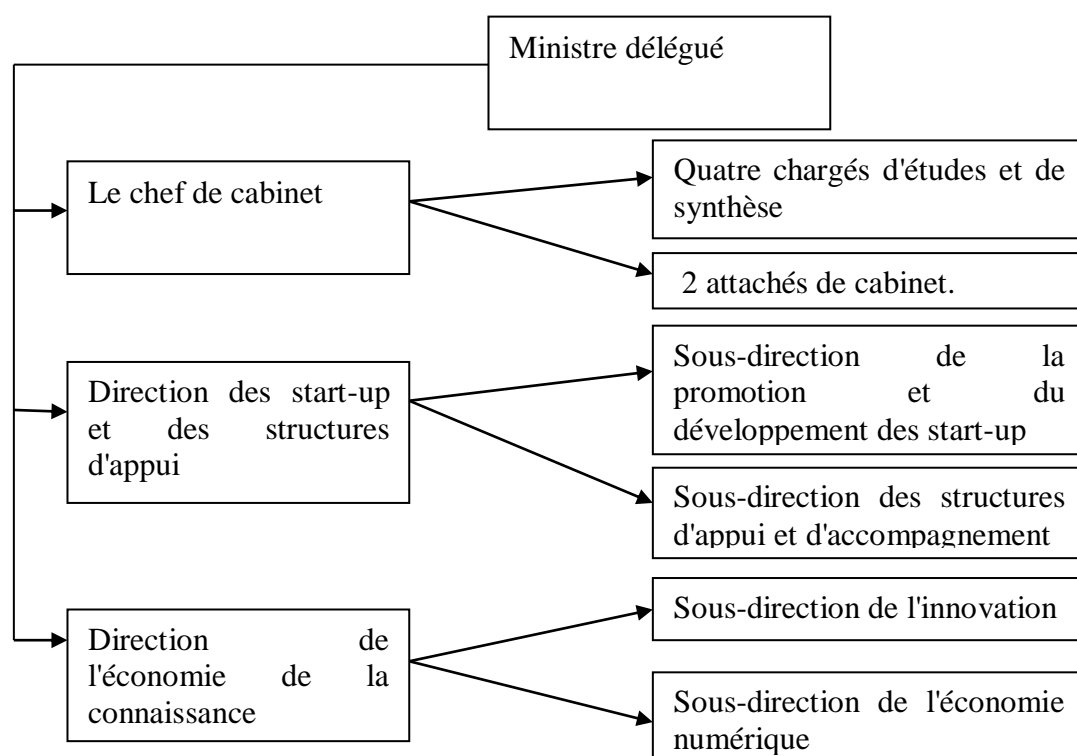 Ministre délégué
Le chef de cabinet
Quatre chargés d'études et de
synthèse
2 attachés de cabinet.
Direction des start-up
et des structures
d'appui
Sous-direction de la
promotion et du
développement des start-up
Sous-direction des structures
d'appui et d'accompagnement
Direction de
l'économie de la
connaissance
Sous-direction de l'innovation
Sous-direction de l'économie
numérique